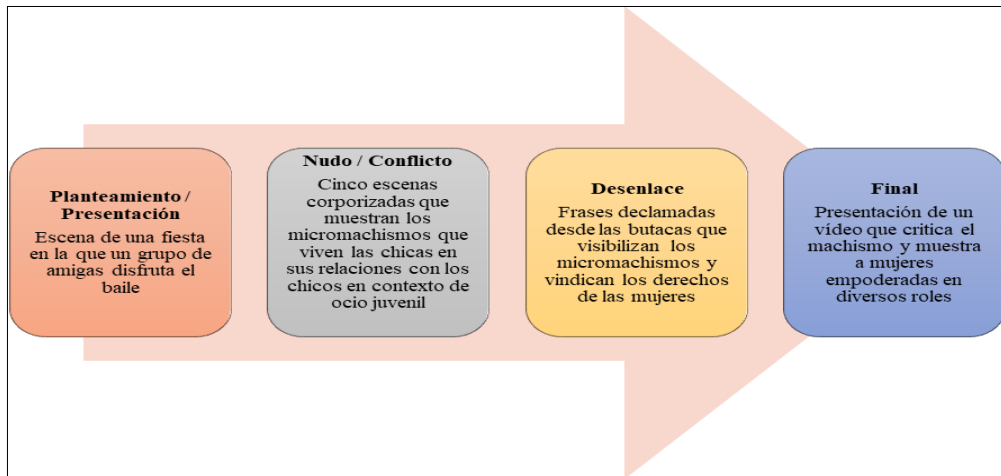 Planteamiento /
Presentación
Escena de una fiesta
en la que un grupo de
amigas disfruta el
baile
Nudo / Conflicto
Cinco escenas
corporizadas que
muestran los
micromachismos que
viven las chicas en
sus relaciones con los
chicos en contexto de
ocio juvenil
Desenlace
Frases declamadas
desde las butacas que
visibilizan los
micromachismos y
vindican los derechos
de las mujeres
Final
Presentación de un
vídeo que critica el
machismo y muestra
a mujeres
empoderadas en
diversos roles